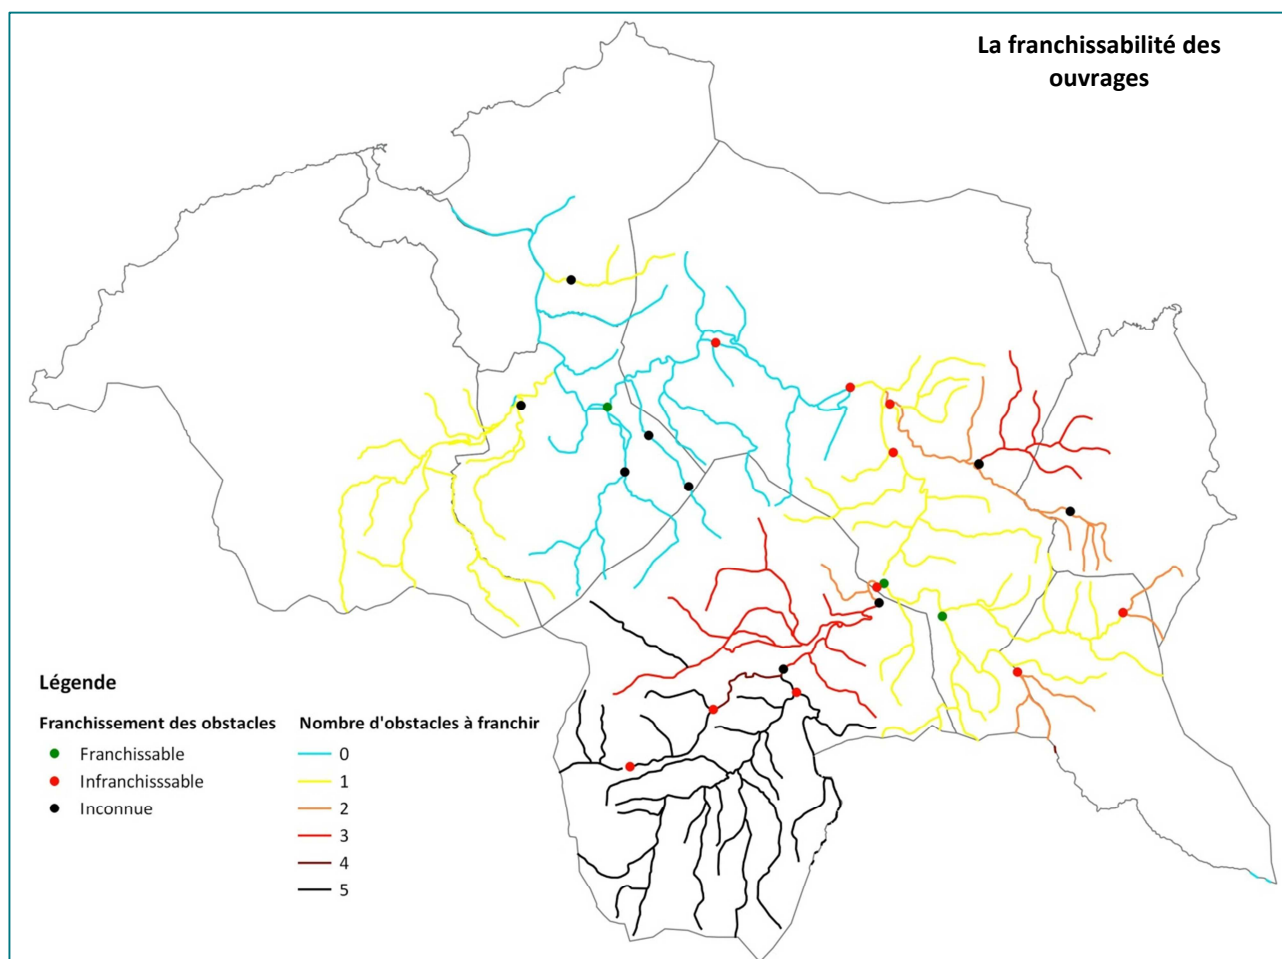 La franchissabilité des
ouvrages
Légende
Franchissement des obstacles
Franchissable
Infranchisssable
Inconnue
Nombre d'obstacles à franchir
0
1
2
3
4
5